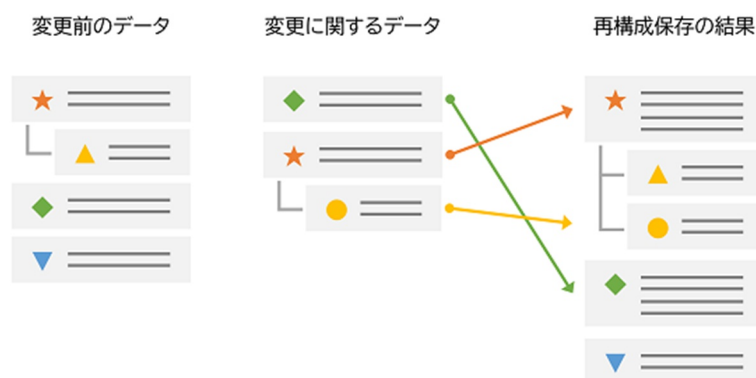 変更前のデータ
変更に関するデータ
再構成保存の結果